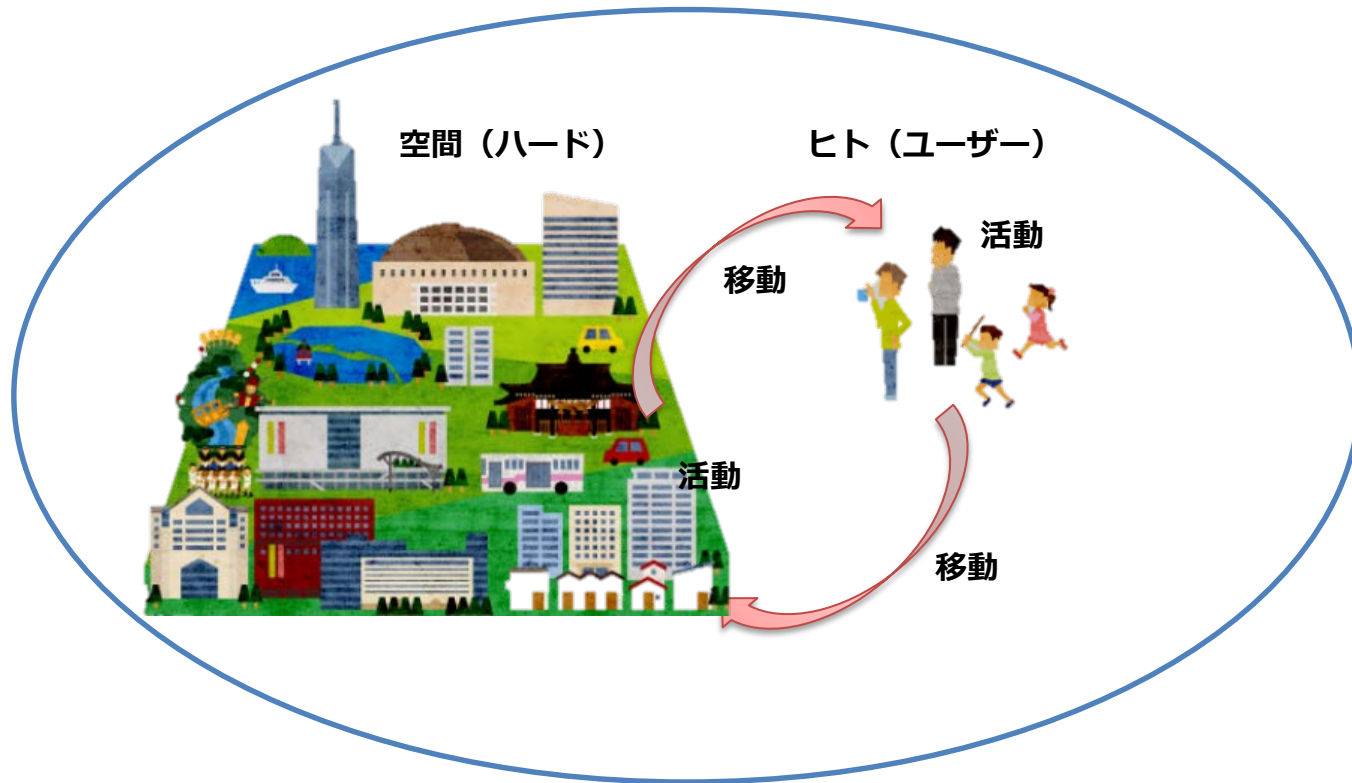 空間（ハード）
ヒト（ユーザー）
活動
移動
活動
移動